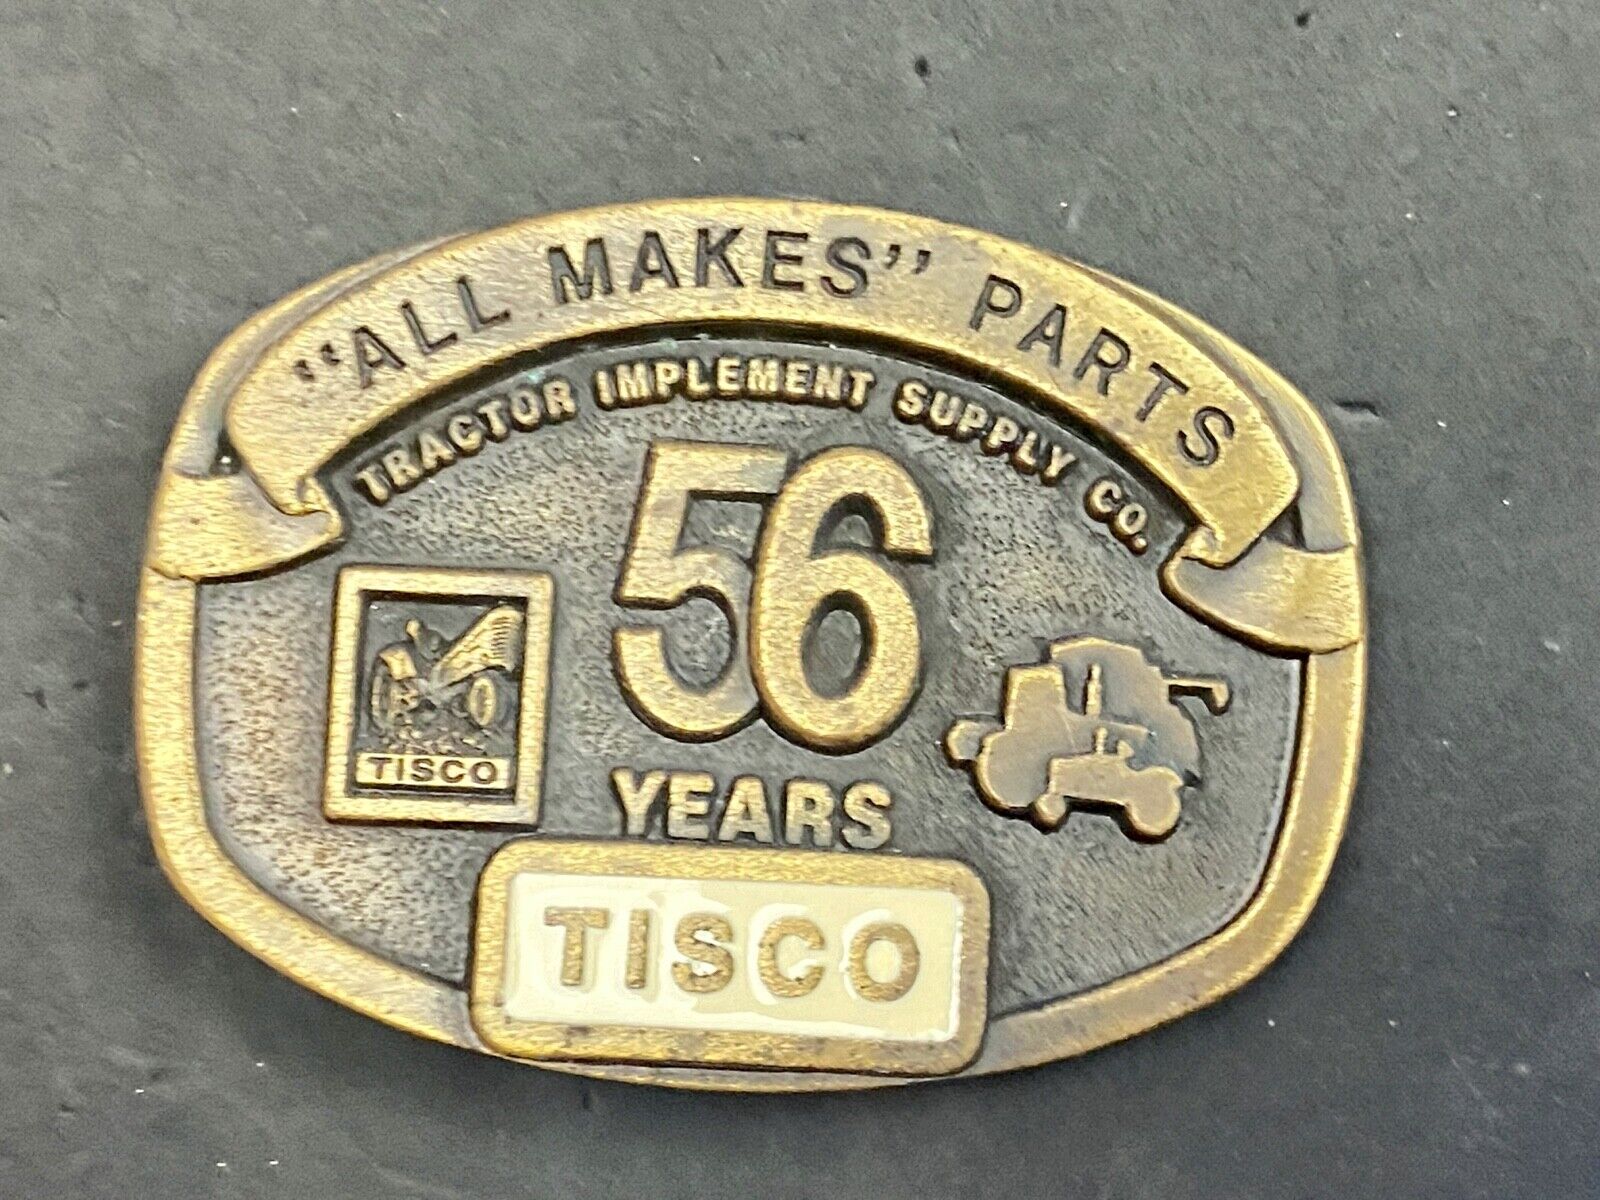 "ALL MAKES" PARTS
TRACTOR IMPLEMENT SUPPLY CO.
56
YEARS
TISCO
TISCO